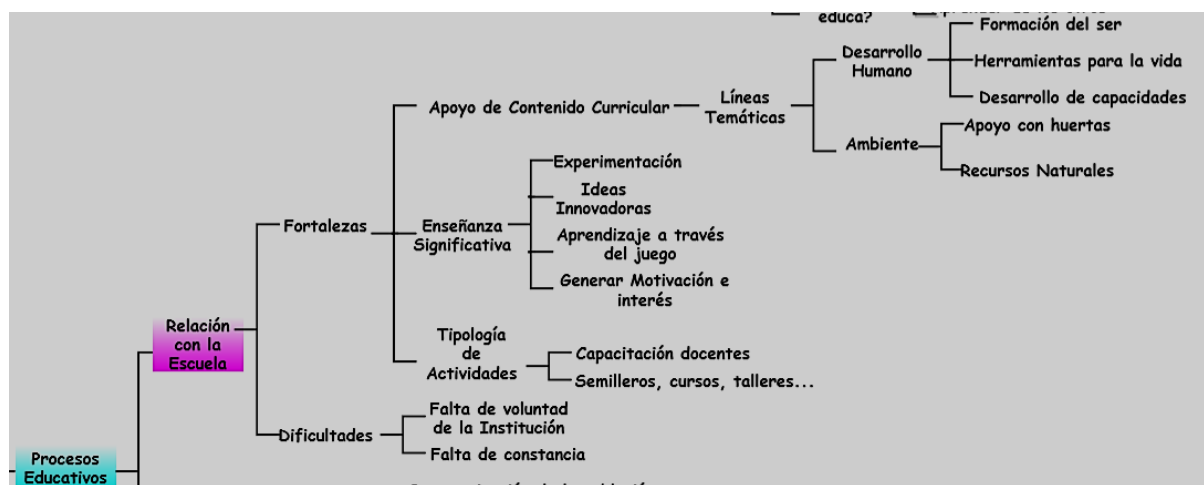 educa?
Formación del ser
Desarrollo
Humano
Herramientas para la vida
Líneas
Temáticas
Desarrollo de capacidades
Apoyo de Contenido Curricular
Apoyo con huertas
Ambiente
Recursos Naturales
Experimentación
Ideas
Innovadoras
Fortalezas
Enseñanza
Significativa
Aprendizaje a través
del juego
Generar Motivación e
interés
Relación
con la
Escuela
Tipología
de
Actividades
Capacitación docentes
Semilleros, cursos, talleres...
Falta de voluntad
de la Institución
Dificultades
Falta de constancia
Procesos
Educativos